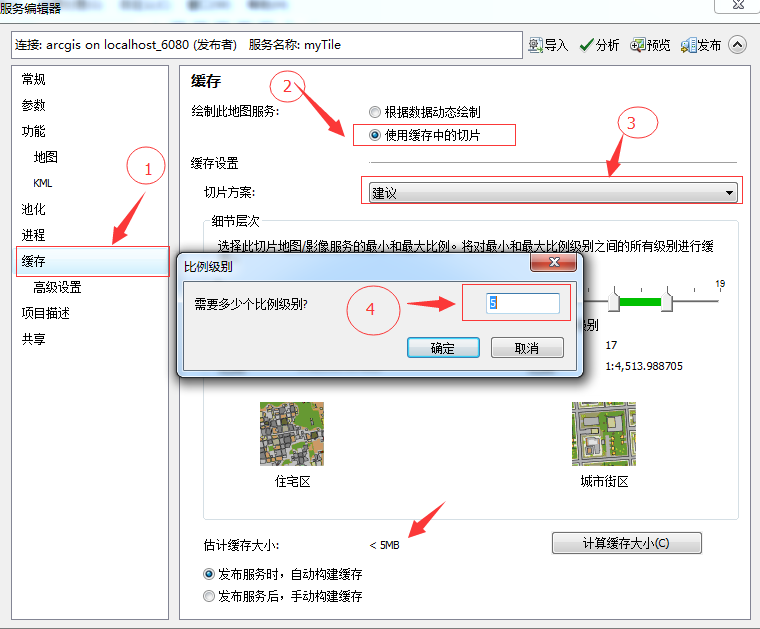 服务编辑器
连接: arcgis on localhost_6080 (发布者) 服务名称: myTile
导入 分析 预览 发布
常规
参数
功能
地图
KML
池化
进程
缓存
高级设置
项目描述
共享
1
缓存
绘制此地图服务:
根据数据动态绘制
使用缓存中的切片
2
3
缓存设置
切片方案:
建议
细节层次
选择此切片地图/影像服务的最小和最大比例。将对最小和最大比例级别之间的所有级别进行缓
19
比例级别
需要多少个比例级别?
5
4
确定
取消
别
17
1:4,513.988705
住宅区
城市街区
估计缓存大小:
< 5MB
计算缓存大小(C)
发布服务时，自动构建缓存
发布服务后，手动构建缓存